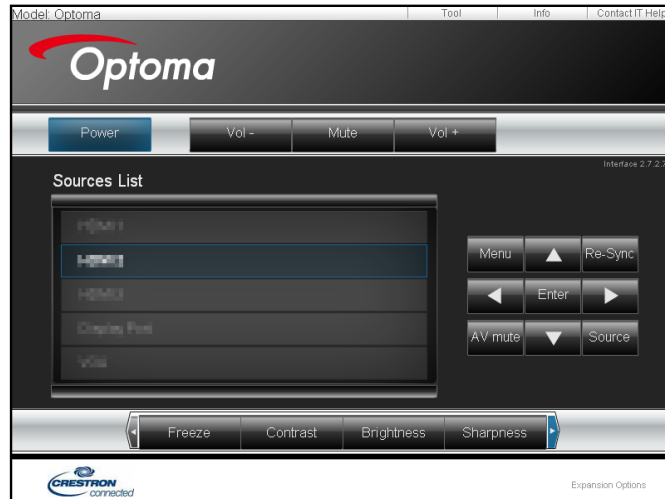 Model: Optoma
Tool Info Contact IT Help
Optoma
Power Vol - Mute Vol +
Interface 2.7.2.7
Sources List
Menu Re-Sync
Enter
AV mute Source
Freeze Contrast Brightness Sharpness
CRESTRON
connected
Expansion Options